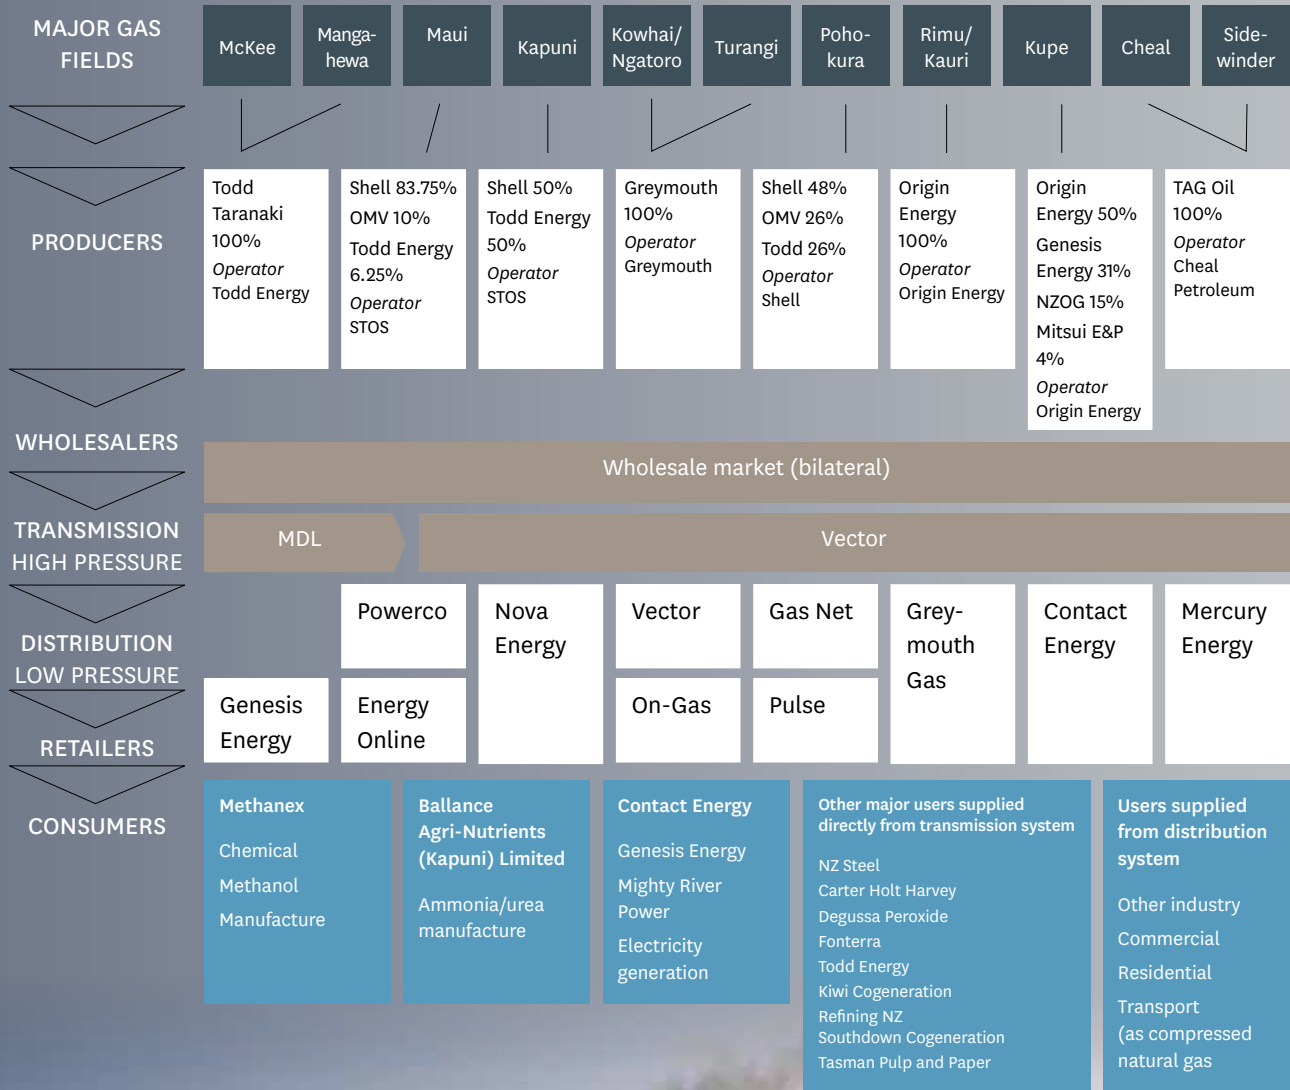 MAJOR GAS
FIELDS
McKee
Manga-
hewa
Maui
Kapuni
Kowhai/
Ngatoro
Turangi
Poho-
kura
Rimu/
Kauri
Kupe
Cheal
Side-
winder
PRODUCERS
Todd
Taranaki
100%
Operator
Todd Energy
Shell 83.75%
OMV 10%
Todd Energy
6.25%
Operator
STOS
Shell 50%
Todd Energy
50%
Operator
STOS
Greymouth
100%
Operator
Greymouth
Shell 48%
OMV 26%
Todd 26%
Operator
Shell
Origin
Energy
100%
Operator
Origin Energy
Origin
Energy 50%
Genesis
Energy 31%
NZOG 15%
Mitsui E&P
4%
Operator
Origin Energy
TAG Oil
100%
Operator
Cheal
Petroleum
WHOLESALERS
Wholesale market (bilateral)
TRANSMISSION
HIGH PRESSURE
MDL
Vector
DISTRIBUTION
LOW PRESSURE
Powerco
Nova
Energy
Vector
Gas Net
Grey-
mouth
Gas
Contact
Energy
Mercury
Energy
RETAILERS
Genesis
Energy
Energy
Online
On-Gas
Pulse
CONSUMERS
Methanex
Chemical
Methanol
Manufacture
Ballance
Agri-Nutrients
(Kapuni) Limited
Ammonia/urea
manufacture
Contact Energy
Genesis Energy
Mighty River
Power
Electricity
generation
Other major users supplied
directly from transmission system
NZ Steel
Carter Holt Harvey
Degussa Peroxide
Fonterra
Todd Energy
Kiwi Cogeneration
Refining NZ
Southdown Cogeneration
Tasman Pulp and Paper
Users supplied
from distribution
system
Other industry
Commercial
Residential
Transport
(as compressed
natural gas